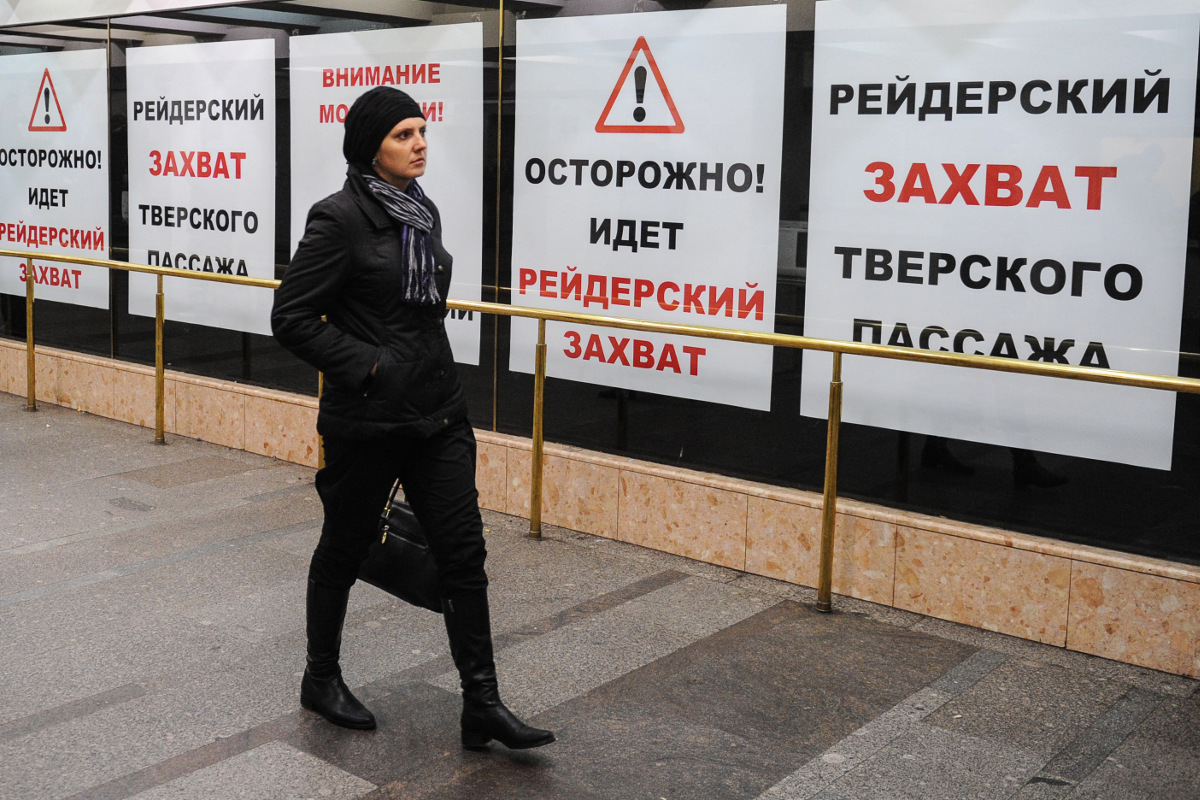 ОСТОРОЖНО!
ИДЕТ
РЕЙДЕРСКИЙ
ЗАХВАТ
РЕЙДЕРСКИЙ
ЗАХВАТ
ТВЕРСКОГО
ПАССАЖА
ВНИМАНИЕ
ОСТОРОЖНО!
ИДЕТ
РЕЙДЕРСКИЙ
ЗАХВАТ
РЕЙДЕРСКИЙ
ЗАХВАТ
ТВЕРСКОГО
ПАССАЖА